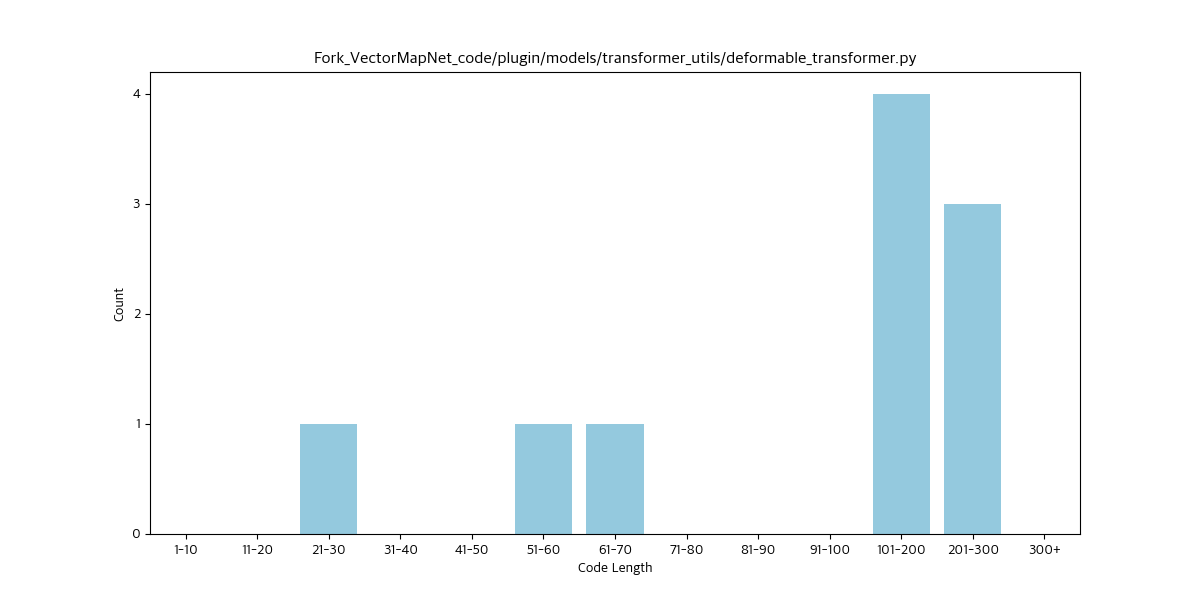 Fork_VectorMapNet_code/plugin/models/transformer_utils/deformable_transformer.py
4
3
2
1
0
Count
1-10 11-20 21-30 31-40 41-50 51-60 61-70 71-80 81-90 91-100 101-200 201-300 300+
Code Length